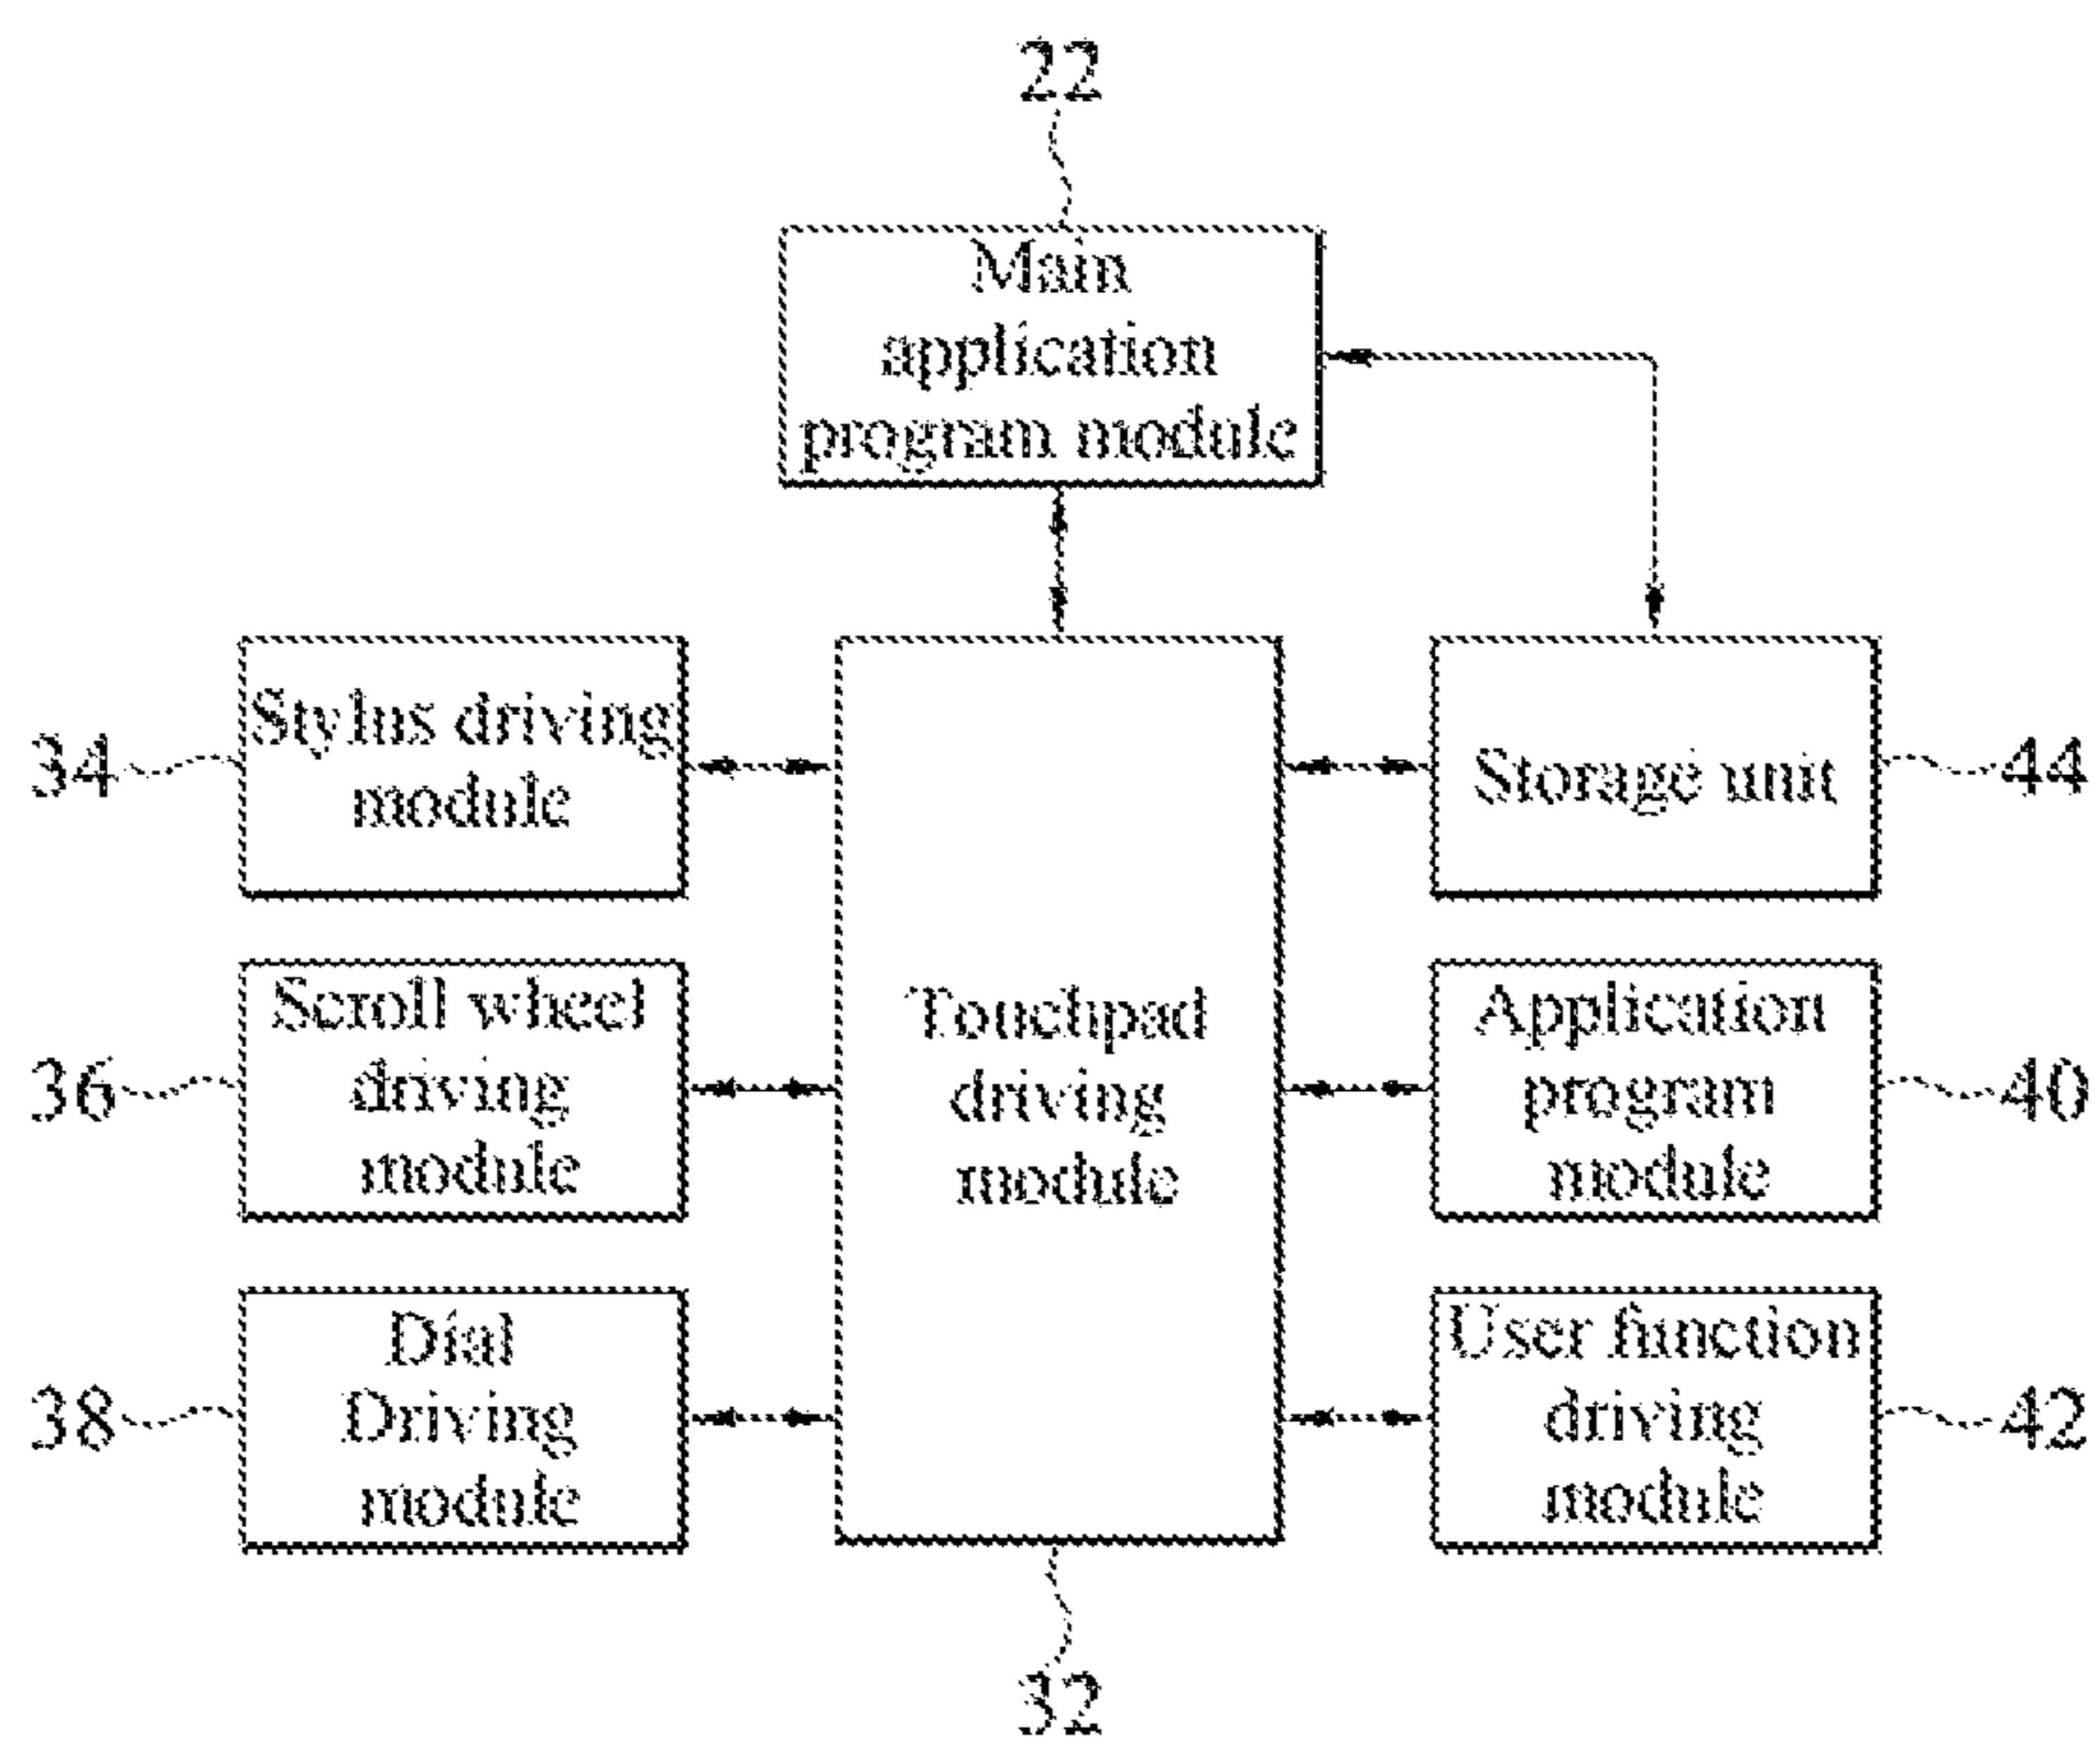 22
Main
application
program module
34
Stylus driving
module
Storage unit
44
36
Scroll wheel
driving
module
Touchpad
driving
module
Application
program
module
40
38
Dial
Driving
module
User function
driving
module
42
32